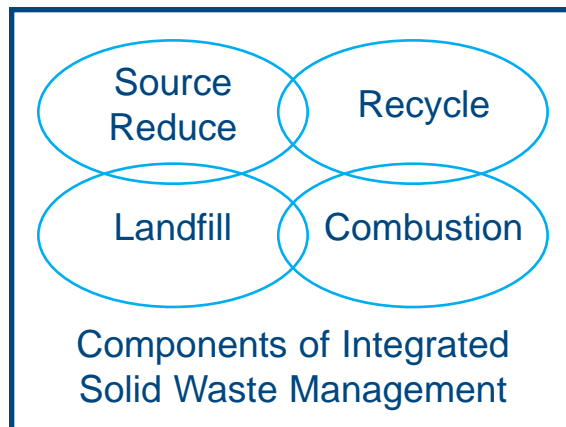 Source
Reduce
Recycle
Landfill
Combustion
Components of Integrated
Solid Waste Management